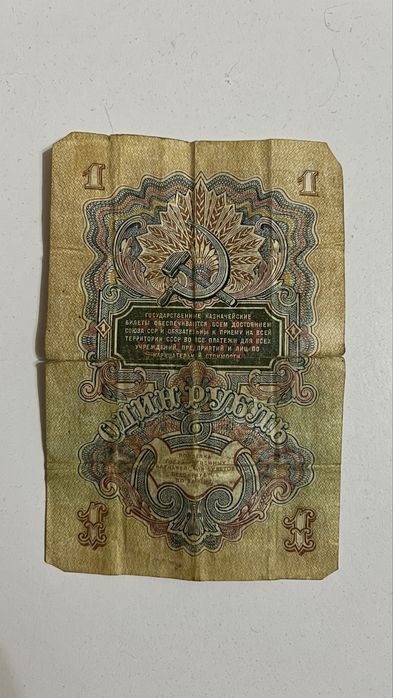 1 1
ГОСУДАРСТВЕННЫЕ КАЗНАЧЕЙСКИЕ
БИЛЕТЫ ОБЕСПЕЧИВАЮТСЯ ВСЕМ ДОСТОЯНИЕМ
СОЮЗА ССР И ОБЯЗАТЕЛЬНЫ К ПРИЕМУ НА ВСЕЙ
ТЕРРИТОРИИ СССР ВО ВСЕ ПЛАТЕЖИ ДЛЯ ВСЕХ
УЧРЕЖДЕНИЙ, ПРЕДПРИЯТИЙ И ЛИЦ ПО
НАРИЦАТЕЛЬНОЙ СТОИМОСТИ
ОДИН РУБЛЬ
1 1